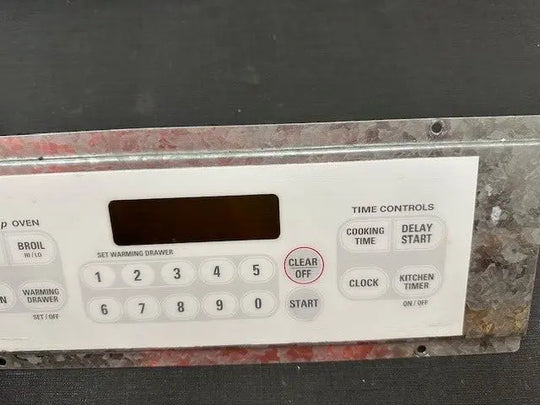 p OVEN
BROIL
HI / LO
N
WARMING
DRAWER
SET / OFF
SET WARMING DRAWER
1 2 3 4 5
6 7 8 9 0
CLEAR
OFF
START
TIME CONTROLS
COOKING
TIME
DELAY
START
CLOCK
KITCHEN
TIMER
ON / OFF